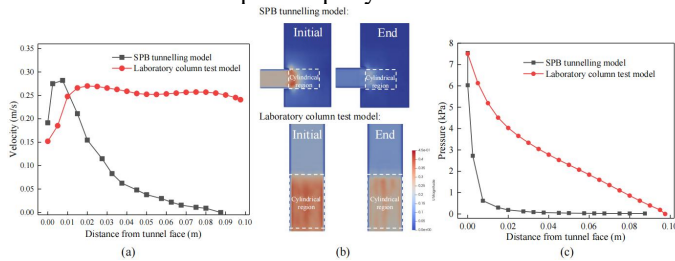 SPB tunnelling model:
Initial
End
Cylindrical
region
Cylindrical
region
Laboratory column test model:
Initial
End
Cylindrical
region
Cylindrical
region
SPB tunnelling model
Laboratory column test model
Velocity (m/s)
0.35
0.30
0.25
0.20
0.15
0.10
0.05
0.00
0.00 0.01 0.02 0.03 0.04 0.05 0.06 0.07 0.08 0.09 0.10
Distance from tunnel face (m)
(a)
(b)
SPB tunnelling model
Laboratory column test model
Pressure (kPa)
8
7
6
5
4
3
2
1
0
0.00 0.02 0.04 0.06 0.08 0.10
Distance from tunnel face (m)
(c)